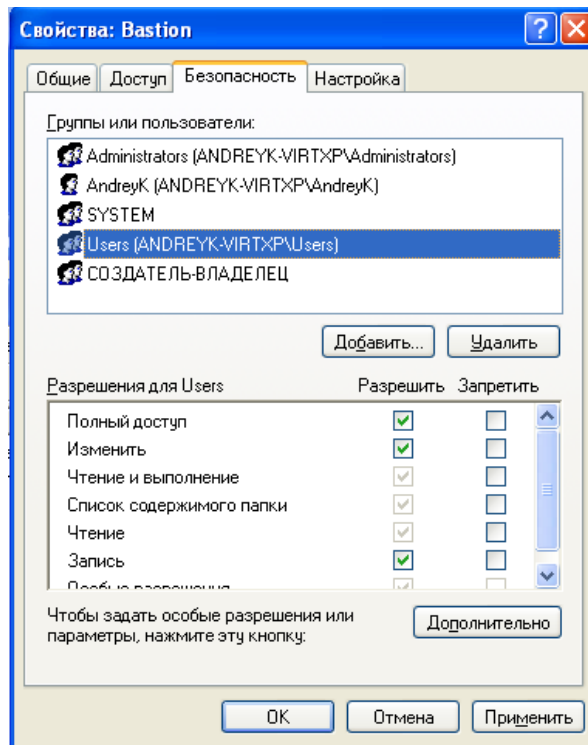 Свойства: Bastion
Общие Доступ Безопасность Настройка
Группы или пользователи:
Administrators (ANDREYK-VIRTXP\Administrators)
AndreyK (ANDREYK-VIRTXP\AndreyK)
SYSTEM
Users (ANDREYK-VIRTXP\Users)
СОЗДАТЕЛЬ-ВЛАДЕЛЕЦ
Добавить... Удалить
Разрешения для Users Разрешить Запретить
Полный доступ
Изменить
Чтение и выполнение
Список содержимого папки
Чтение
Запись
Особые разрешения
Чтобы задать особые разрешения или
параметры, нажмите эту кнопку:
Дополнительно
OK Отмена Применить